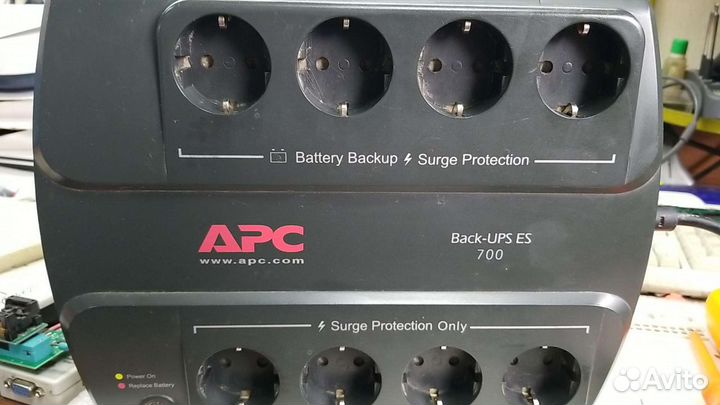 Battery Backup Surge Protection
APC
www.apc.com
Back-UPS ES
700
Surge Protection Only
Power On
Replace Battery
Avito